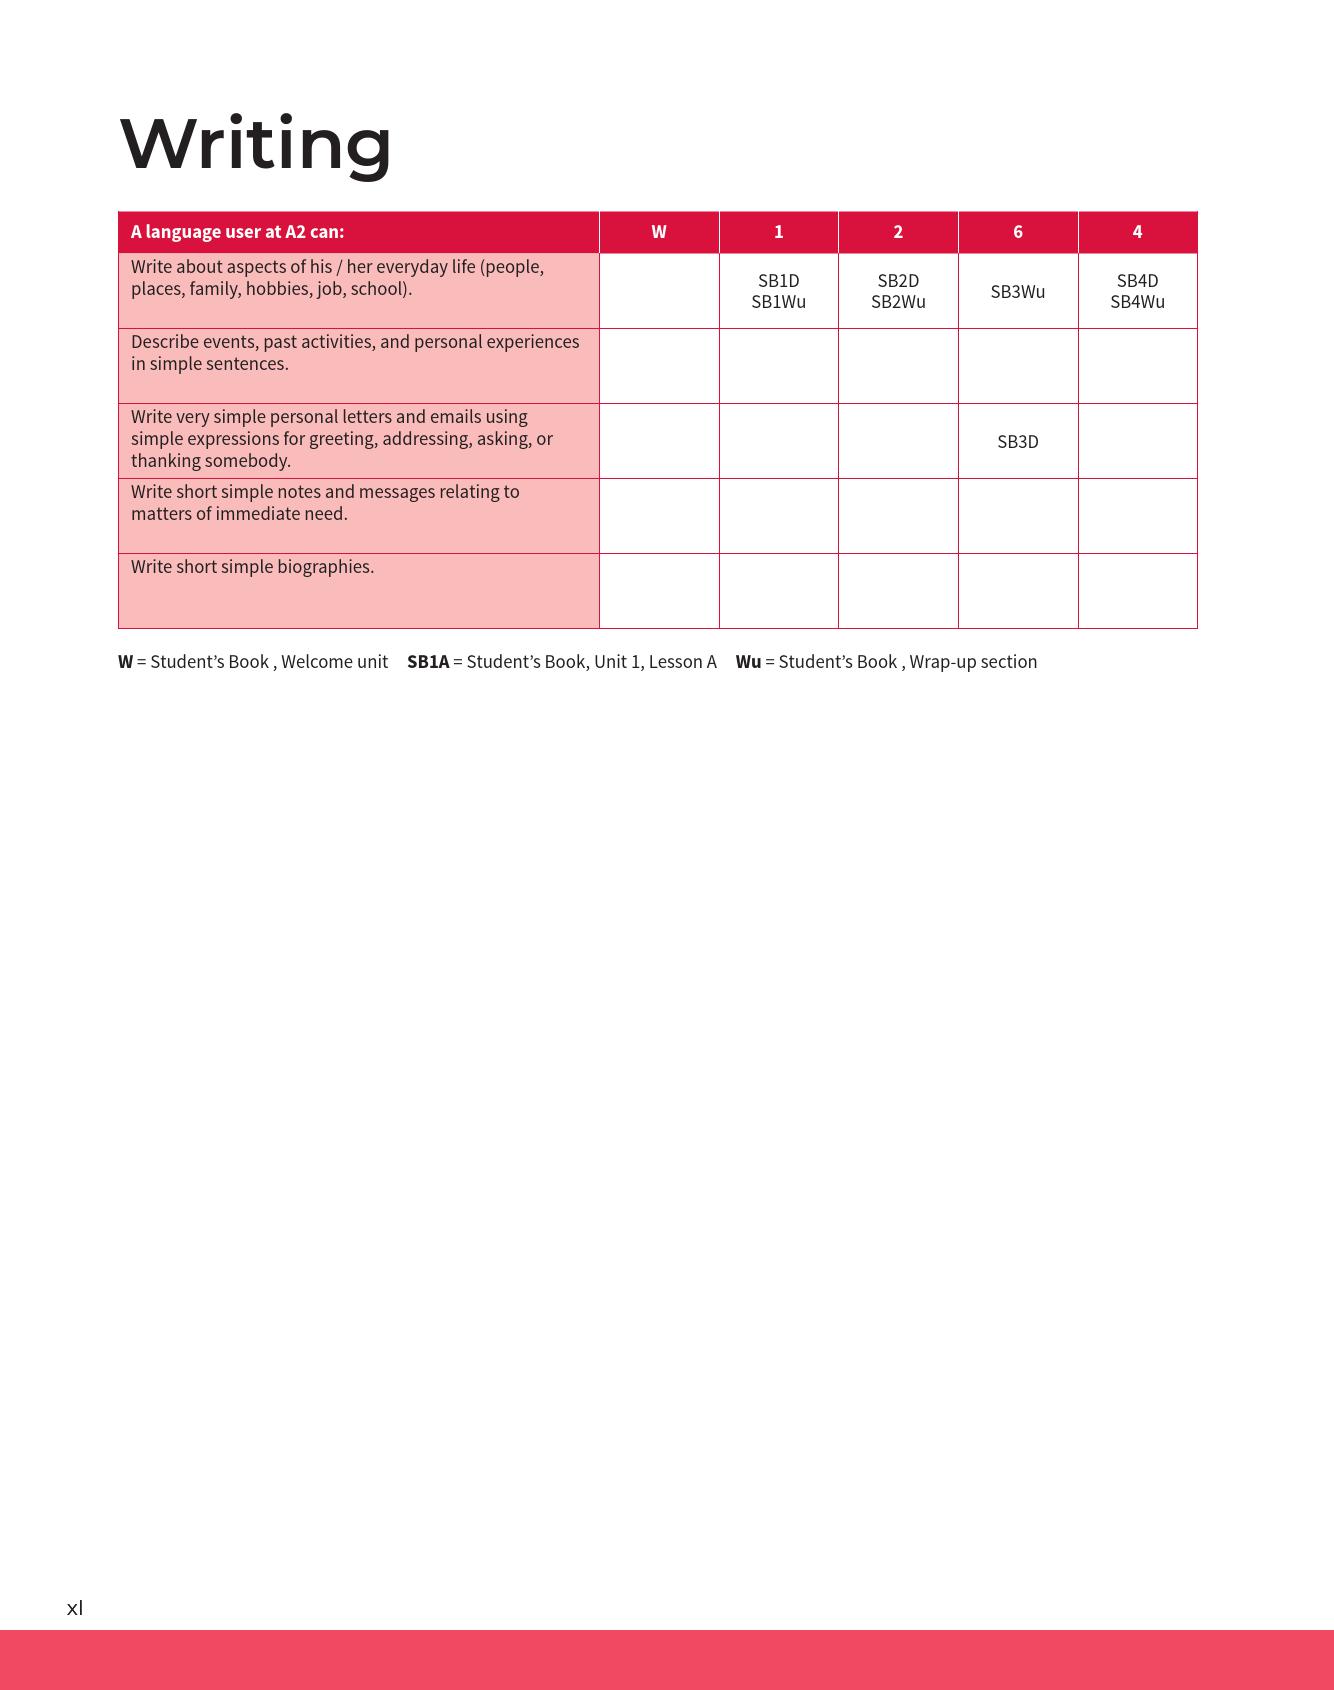 Writing
A language user at A2 can: W 1 2 6 4
Write about aspects of his / her everyday life (people,
places, family, hobbies, job, school).
SB1D SB2D SB3Wu SB4D
SB1Wu SB2Wu SB4Wu
Describe events, past activities, and personal experiences
in simple sentences.
Write very simple personal letters and emails using
simple expressions for greeting, addressing, asking, or
thanking somebody.
SB3D
Write short simple notes and messages relating to
matters of immediate need.
Write short simple biographies.
W = Student’s Book , Welcome unit SB1A = Student’s Book, Unit 1, Lesson A Wu = Student’s Book , Wrap-up section
xl